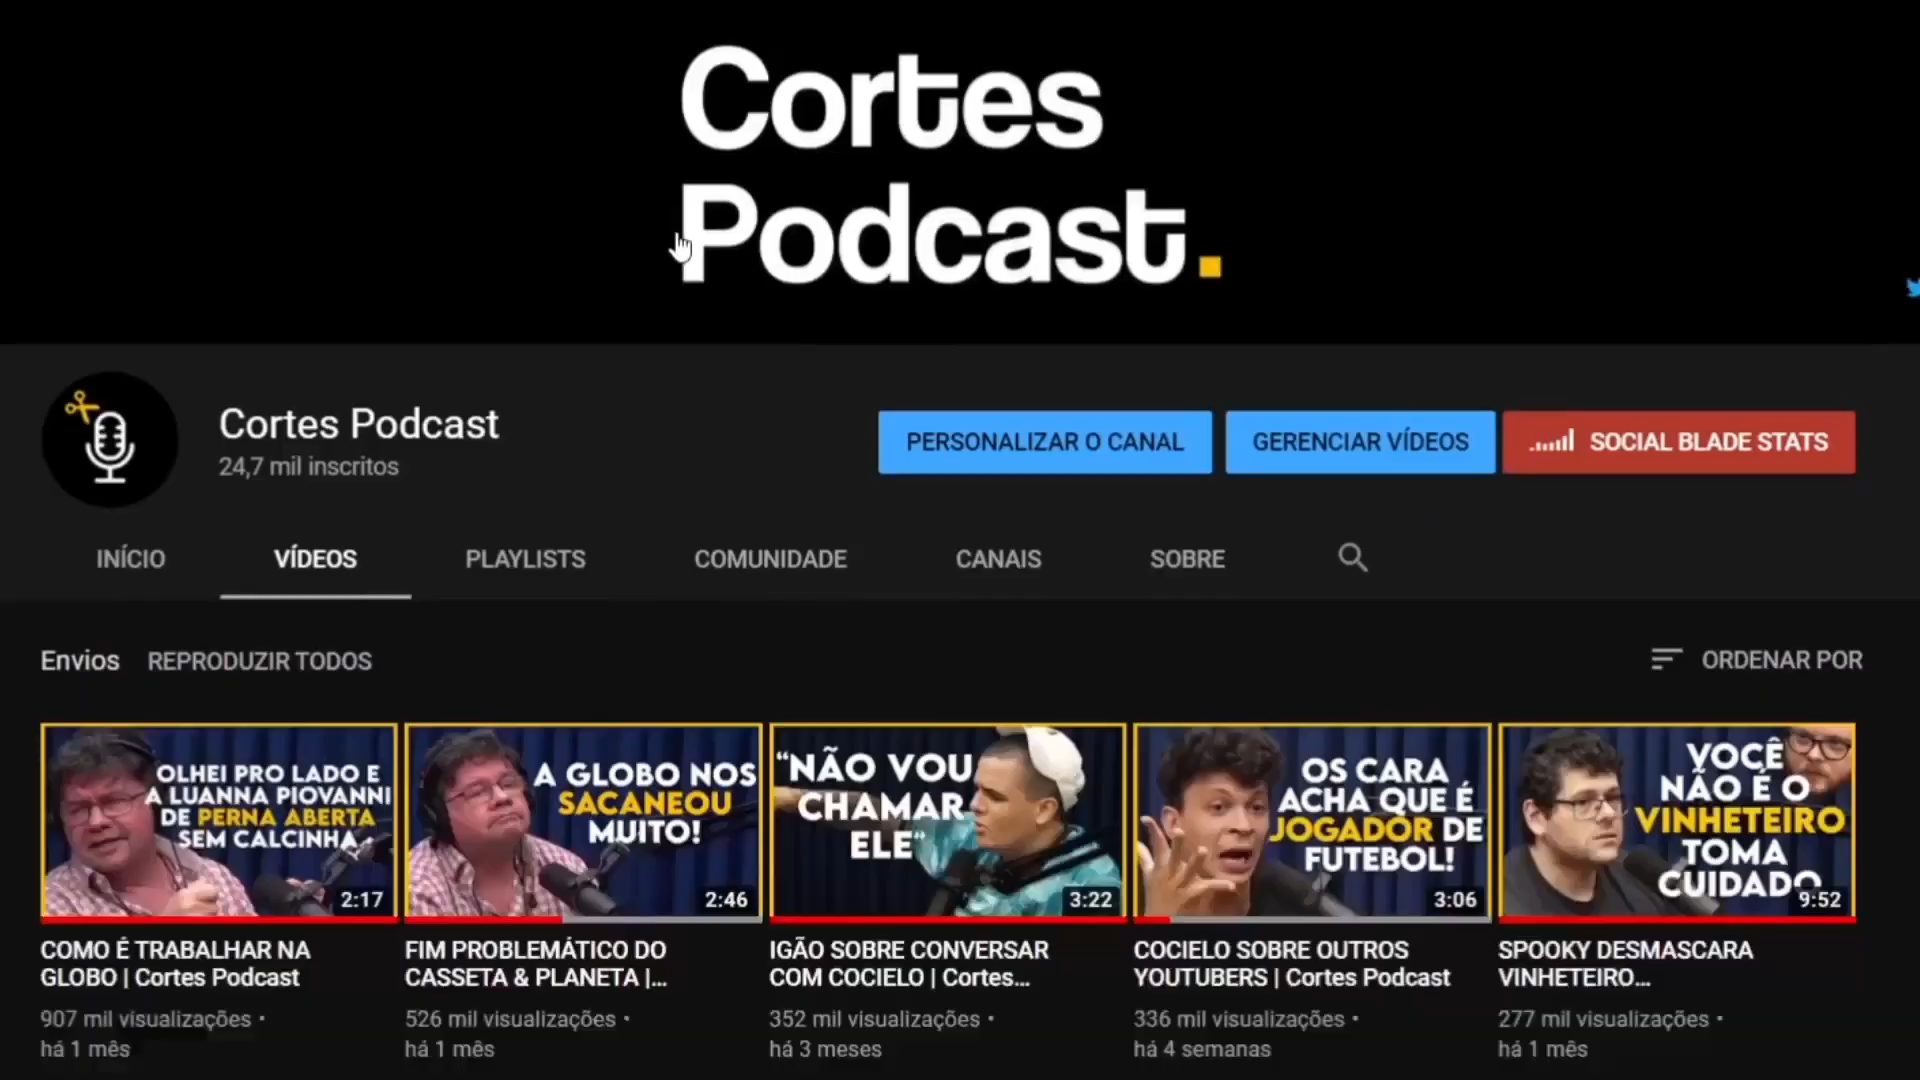 Cortes
Podcast.
Cortes Podcast
24,7 mil inscritos
PERSONALIZAR O CANAL
GERENCIAR VÍDEOS
SOCIAL BLADE STATS
INÍCIO
VÍDEOS
PLAYLISTS
COMUNIDADE
CANAIS
SOBRE
Envios
REPRODUZIR TODOS
ORDENAR POR
OLHEI PRO LADO E
A LUANNA PIOVANNI
DE PERNA ABERTA
SEM CALCINHA
2:17
A GLOBO NOS
SACANEOU
MUITO!
2:46
“NÃO VOU
CHAMAR
ELE“
3:22
OS CARA
ACHA QUE É
JOGADOR DE
FUTEBOL!
3:06
VOCÊ
NÃO É O
VINHETEIRO
TOMA
CUIDADO
9:52
COMO É TRABALHAR NA
GLOBO | Cortes Podcast
907 mil visualizações •
há 1 mês
FIM PROBLEMÁTICO DO
CASSETA & PLANETA |...
526 mil visualizações •
há 1 mês
IGÃO SOBRE CONVERSAR
COM COCIELO | Cortes...
352 mil visualizações •
há 3 meses
COCIELO SOBRE OUTROS
YOUTUBERS | Cortes Podcast
336 mil visualizações •
há 4 semanas
SPOOKY DESMASCARA
VINHETEIRO...
277 mil visualizações •
há 1 mês